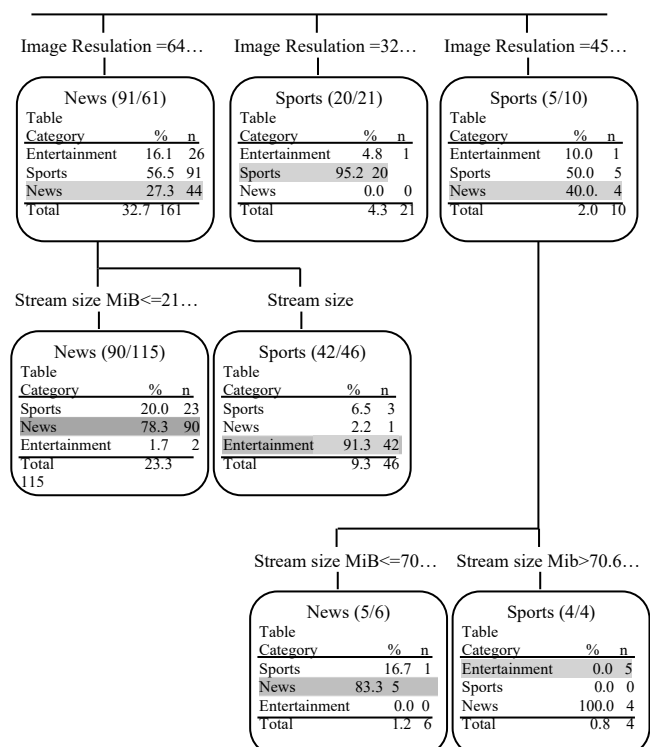 Image Resulation =64…
Image Resulation =32…
Image Resulation =45…
News (91/61)
Table
Category % n
Entertainment 16.1 26
Sports 56.5 91
News 27.3 44
Total 32.7 161
Sports (20/21)
Table
Category % n
Entertainment 4.8 1
Sports 95.2 20
News 0.0 0
Total 4.3 21
Sports (5/10)
Table
Category % n
Entertainment 10.0 1
Sports 50.0 5
News 40.0. 4
Total 2.0 10
Stream size MiB<=21…
Stream size
News (90/115)
Table
Category % n
Sports 20.0 23
News 78.3 90
Entertainment 1.7 2
Total 23.3
115
Sports (42/46)
Table
Category % n
Sports 6.5 3
News 2.2 1
Entertainment 91.3 42
Total 9.3 46
Stream size MiB<=70…
Stream size Mib>70.6…
News (5/6)
Table
Category % n
Sports 16.7 1
News 83.3 5
Entertainment 0.0 0
Total 1.2 6
Sports (4/4)
Table
Category % n
Entertainment 0.0 5
Sports 0.0 0
News 100.0 4
Total 0.8 4